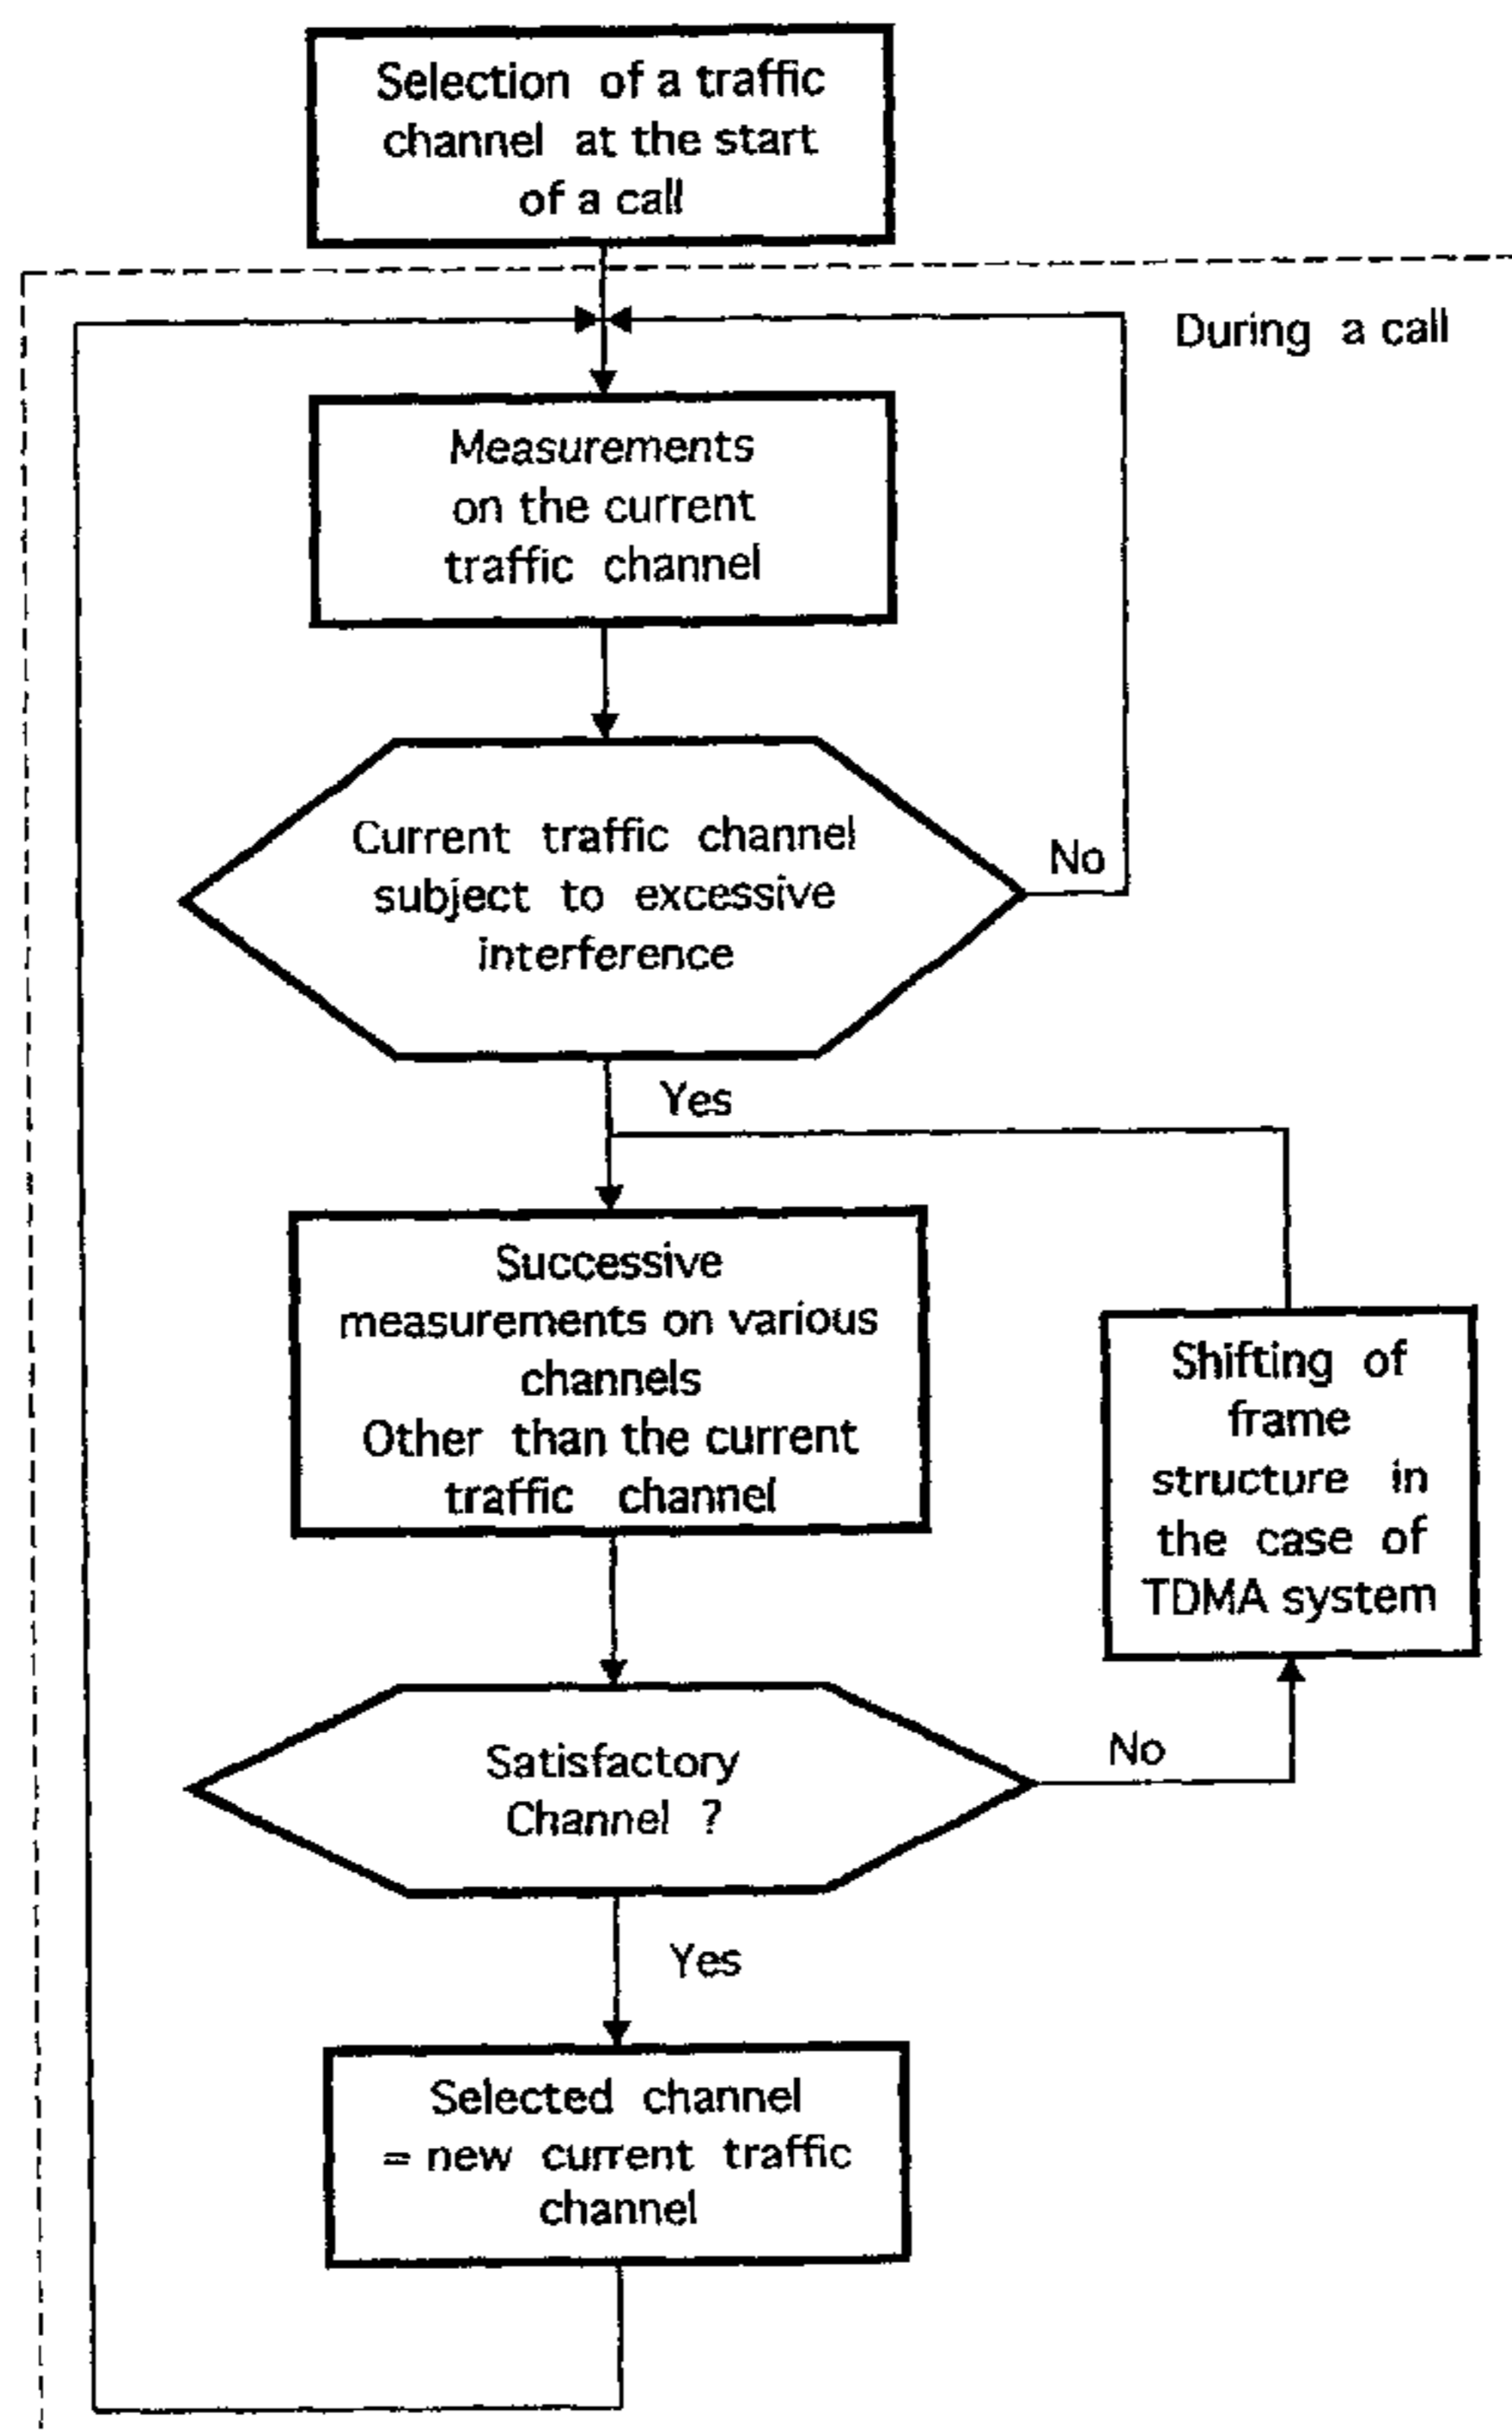 Selection of a traffic
channel at the start
of a call
During a call
Measurements
on the current
traffic channel
Current traffic channel
subject to excessive
interference
No
Yes
Successive
measurements on various
channels
Other than the current
traffic channel
Shifting of
frame
structure in
the case of
TDMA system
Satisfactory
Channel ?
No
Yes
Selected channel
= new current traffic
channel